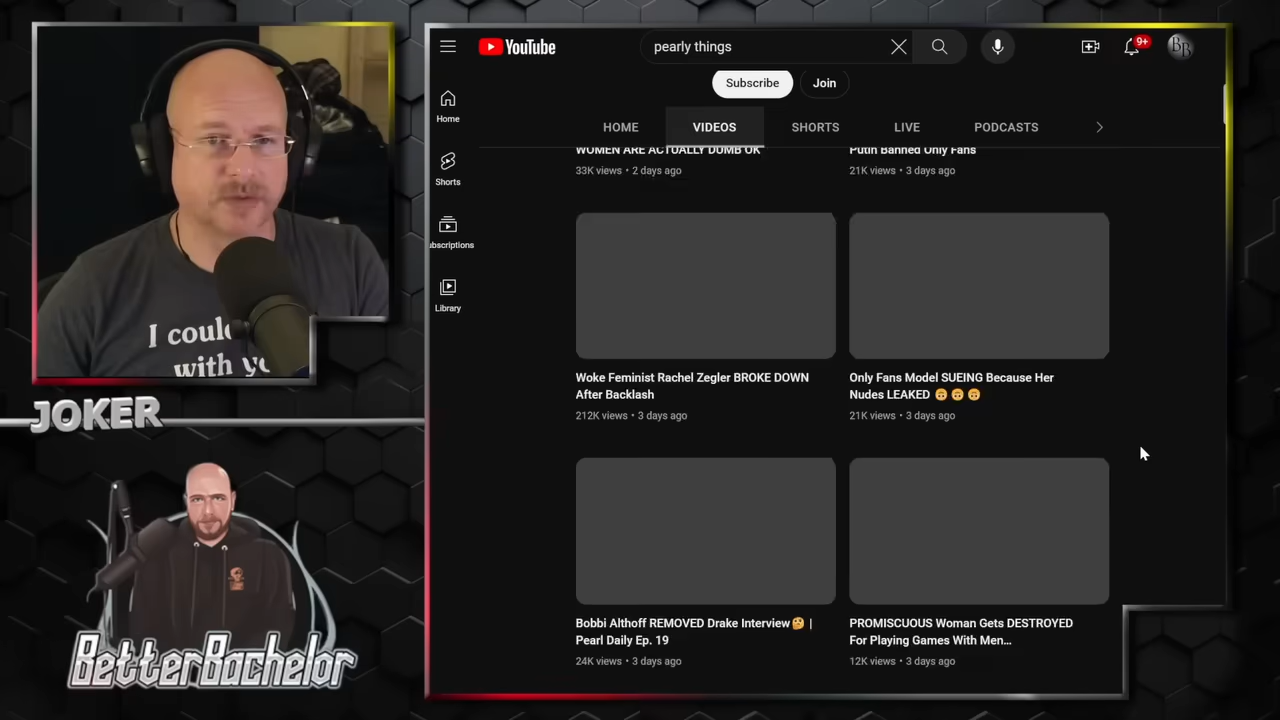 YouTube
pearly things
9+
BB
Subscribe
Join
Home
HOME
VIDEOS
SHORTS
LIVE
PODCASTS
WOMEN ARE ACTUALLY DUMB OK
Putin Banned Only Fans
33K views • 2 days ago
21K views • 3 days ago
Shorts
ubscriptions
Library
I could
with yo
Woke Feminist Rachel Zegler BROKE DOWN
After Backlash
212K views • 3 days ago
Only Fans Model SUEING Because Her
Nudes LEAKED 🙃 🙃 🙃
21K views • 3 days ago
JOKER
BetterBachelor
Bobbi Althoff REMOVED Drake Interview🤔 |
Pearl Daily Ep. 19
24K views • 3 days ago
PROMISCUOUS Woman Gets DESTROYED
For Playing Games With Men...
12K views • 3 days ago